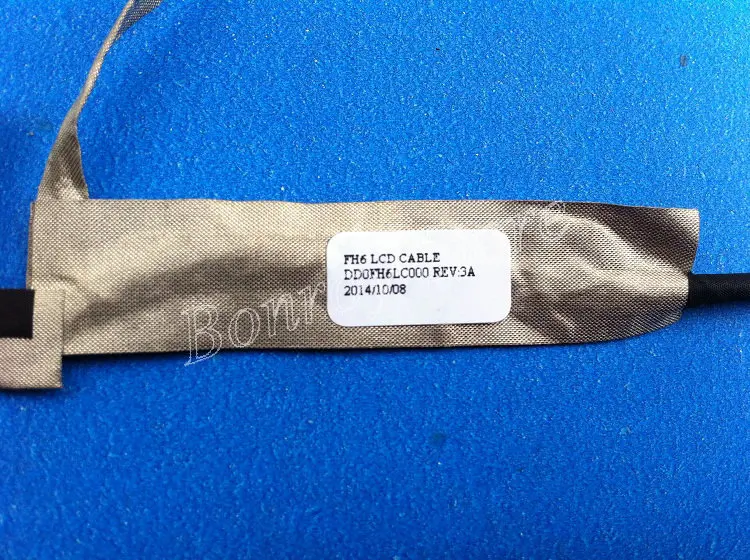 FH6 LCD CABLE
DD0FH6LC000 REV:3A
2014/10/08